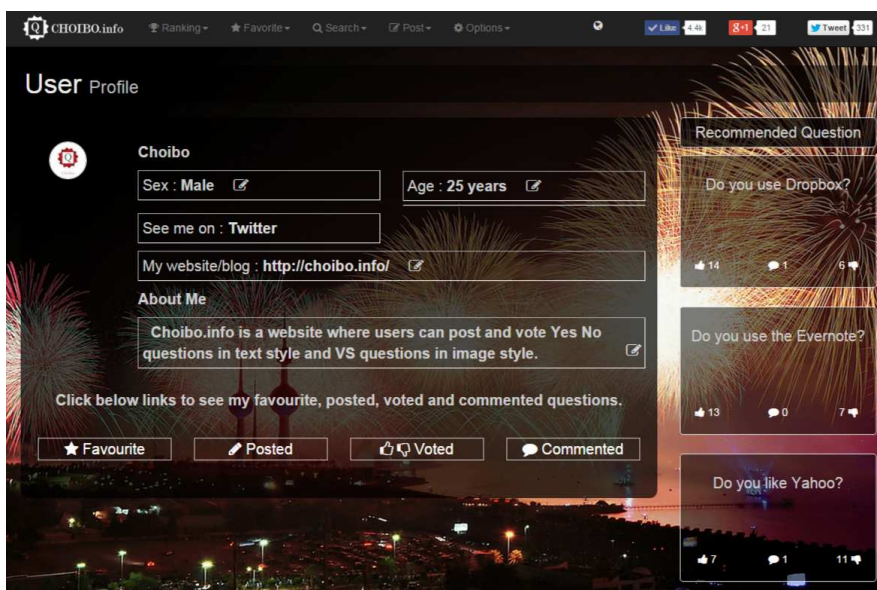 CHOIBO.info Ranking Favorite Search Post Options Like 4.4k g+1 21 Tweet 331
User Profile
Choibo
Sex : Male
Age : 25 years
See me on : Twitter
My website/blog : http://choibo.info/
About Me
Choibo.info is a website where users can post and vote Yes No
questions in text style and VS questions in image style.
Click below links to see my favourite, posted, voted and commented questions.
Favourite Posted Voted Commented
Recommended Question
Do you use Dropbox?
14 1 6
Do you use the Evernote?
13 0 7
Do you like Yahoo?
7 1 11